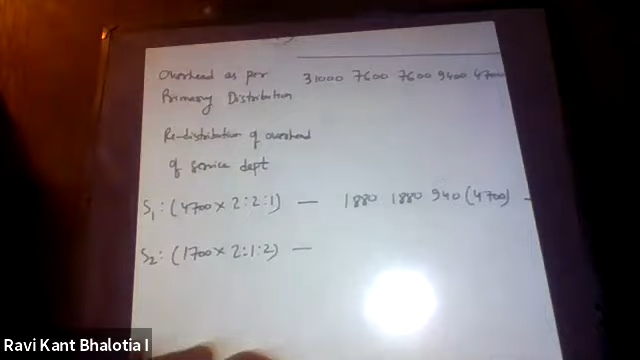 Overhead as per 31000 7600 7600 9400 4700
Primary Distribution
Re-distribution of overhead
of service dept
S1: (4700 × 2:2:1) — 1880 1880 940 (4700) -
S2: (1700 × 2:1:2) —
Ravi Kant Bhalotia I